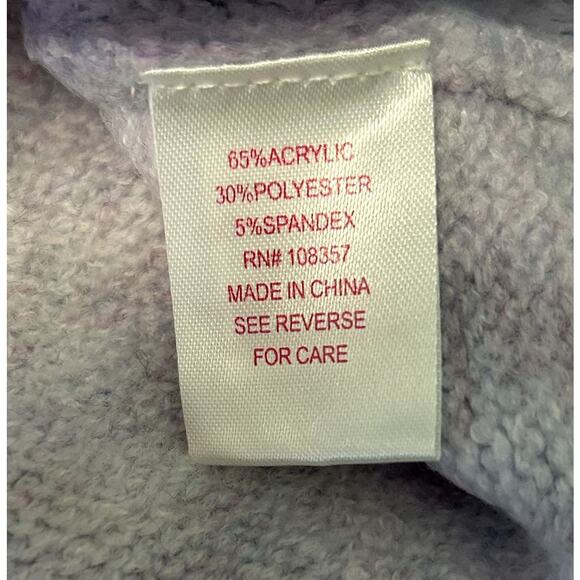 65%ACRYLIC
30%POLYESTER
5%SPANDEX
RN# 108357
MADE IN CHINA
SEE REVERSE
FOR CARE